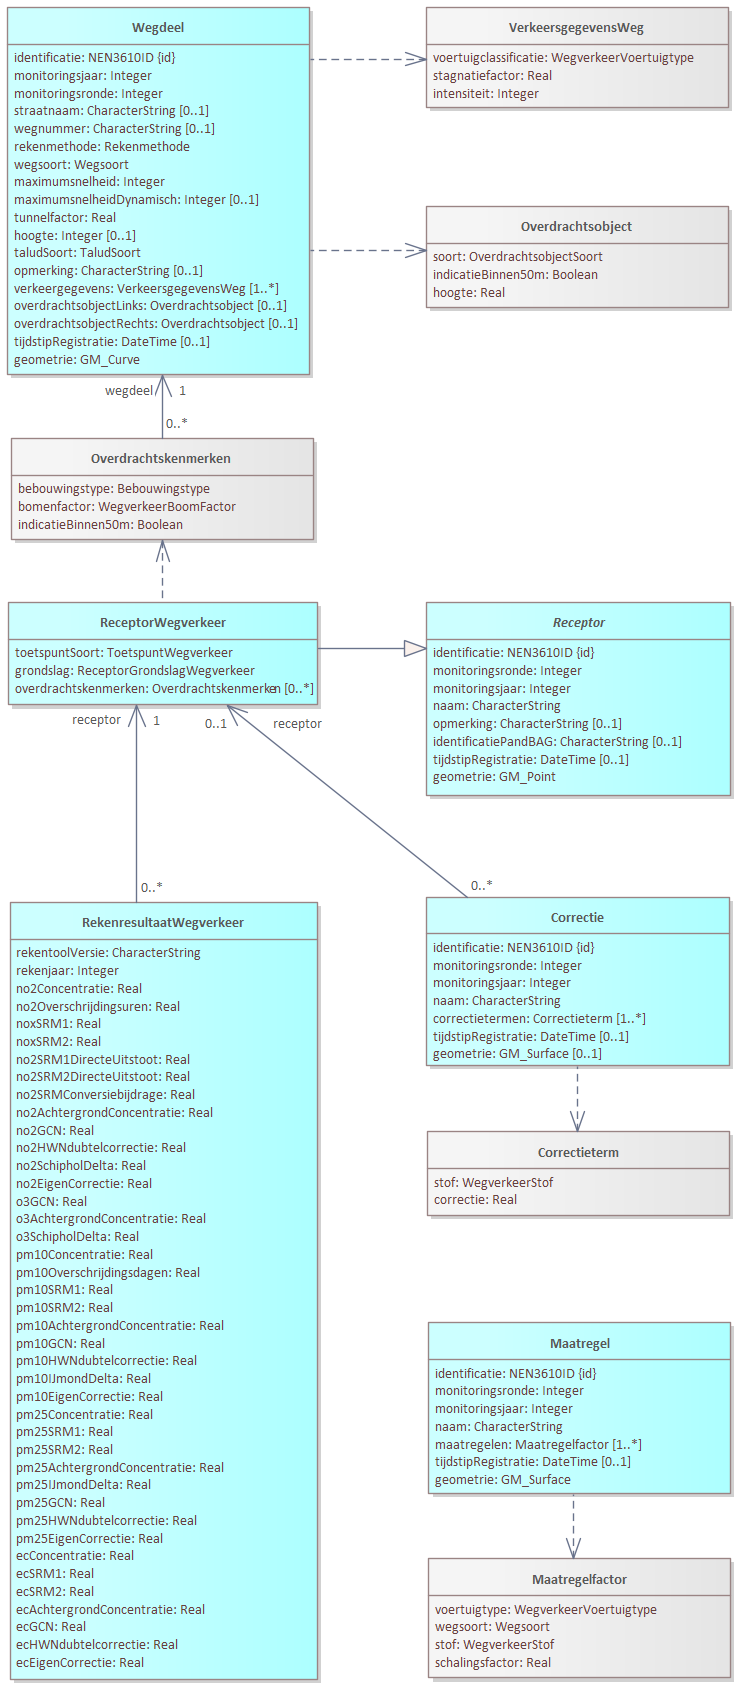 Wegdeel
identificatie: NEN3610ID {id}
monitoringsjaar: Integer
monitoringsronde: Integer
straatnaam: CharacterString [0..1]
wegnummer: CharacterString [0..1]
rekenmethode: Rekenmethode
wegsoort: Wegsoort
maximumsnelheid: Integer
maximumsnelheidDynamisch: Integer [0..1]
tunnelfactor: Real
hoogte: Integer [0..1]
taludSoort: TaludSoort
opmerking: CharacterString [0..1]
verkeergegevens: VerkeersgegevensWeg [1..*]
overdrachtsobjectLinks: Overdrachtsobject [0..1]
overdrachtsobjectRechts: Overdrachtsobject [0..1]
tijdstipRegistratie: DateTime [0..1]
geometrie: GM_Curve
VerkeersgegevensWeg
voertuigclassificatie: WegverkeerVoertuigtype
stagnatiefactor: Real
intensiteit: Integer
Overdrachtsobject
soort: OverdrachtsobjectSoort
indicatieBinnen50m: Boolean
hoogte: Real
wegdeel
1
0..*
Overdrachtskenmerken
bebouwingstype: Bebouwingstype
bomenfactor: WegverkeerBoomFactor
indicatieBinnen50m: Boolean
ReceptorWegverkeer
toetspuntSoort: ToetspuntWegverkeer
grondslag: ReceptorGrondslagWegverkeer
overdrachtskenmerken: Overdrachtskenmerken [0..*]
Receptor
identificatie: NEN3610ID {id}
monitoringsronde: Integer
monitoringsjaar: Integer
naam: CharacterString
opmerking: CharacterString [0..1]
identificatiePandBAG: CharacterString [0..1]
tijdstipRegistratie: DateTime [0..1]
geometrie: GM_Point
receptor
1
0..1
receptor
0..*
0..*
RekenresultaatWegverkeer
rekentoolVersie: CharacterString
rekenjaar: Integer
no2Concentratie: Real
no2Overschrijdingsuren: Real
noxSRM1: Real
noxSRM2: Real
no2SRM1DirecteUitstoot: Real
no2SRM2DirecteUitstoot: Real
no2SRMConversiebijdrage: Real
no2AchtergrondConcentratie: Real
no2GCN: Real
no2HWNdubtelcorrectie: Real
no2SchipholDelta: Real
no2EigenCorrectie: Real
o3GCN: Real
o3AchtergrondConcentratie: Real
o3SchipholDelta: Real
pm10Concentratie: Real
pm10Overschrijdingsdagen: Real
pm10SRM1: Real
pm10SRM2: Real
pm10AchtergrondConcentratie: Real
pm10GCN: Real
pm10HWNdubtelcorrectie: Real
pm10IJmondDelta: Real
pm10EigenCorrectie: Real
pm25Concentratie: Real
pm25SRM1: Real
pm25SRM2: Real
pm25AchtergrondConcentratie: Real
pm25IJmondDelta: Real
pm25GCN: Real
pm25HWNdubtelcorrectie: Real
pm25EigenCorrectie: Real
ecConcentratie: Real
ecSRM1: Real
ecSRM2: Real
ecAchtergrondConcentratie: Real
ecGCN: Real
ecHWNdubtelcorrectie: Real
ecEigenCorrectie: Real
Correctie
identificatie: NEN3610ID {id}
monitoringsronde: Integer
monitoringsjaar: Integer
naam: CharacterString
correctietermen: Correctieterm [1..*]
tijdstipRegistratie: DateTime [0..1]
geometrie: GM_Surface [0..1]
Correctieterm
stof: WegverkeerStof
correctie: Real
Maatregel
identificatie: NEN3610ID {id}
monitoringsronde: Integer
monitoringsjaar: Integer
naam: CharacterString
maatregelen: Maatregelfactor [1..*]
tijdstipRegistratie: DateTime [0..1]
geometrie: GM_Surface
Maatregelfactor
voertuigtype: WegverkeerVoertuigtype
wegsoort: Wegsoort
stof: WegverkeerStof
schalingsfactor: Real